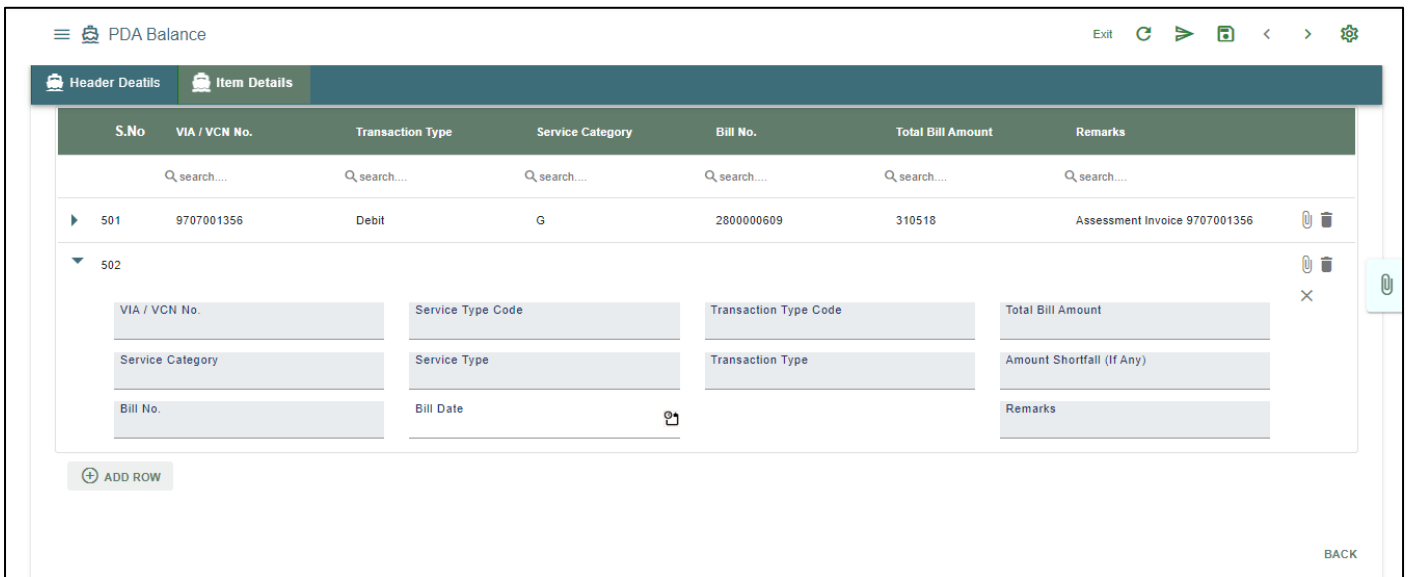 PDA Balance Exit
Header Deatils Item Details
S.No VIA / VCN No. Transaction Type Service Category Bill No. Total Bill Amount Remarks
search.... search.... search.... search.... search.... search....
501 9707001356 Debit G 2800000609 310518 Assessment Invoice 9707001356
502
VIA / VCN No. Service Type Code Transaction Type Code Total Bill Amount
Service Category Service Type Transaction Type Amount Shortfall (If Any)
Bill No. Bill Date Remarks
ADD ROW
BACK